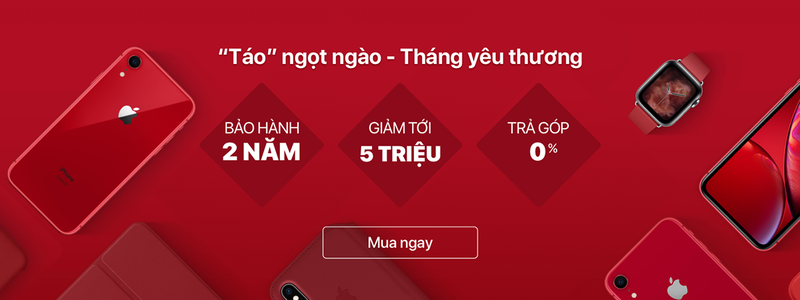 “Táo” ngọt ngào - Tháng yêu thương
BẢO HÀNH
2 NĂM
GIẢM TỚI
5 TRIỆU
TRẢ GÓP
0%
Mua ngay